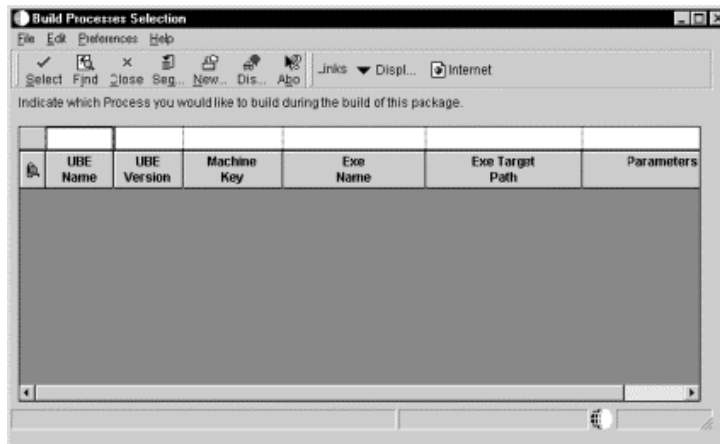 Build Processes Selection
File Edit Preferences Help
Select Find Close Seq... New... Dis... Abo .inks Displ... Internet
Indicate which Process you would like to build during the build of this package.
UBE Name UBE Version Machine Key Exe Name Exe Target Path Parameters